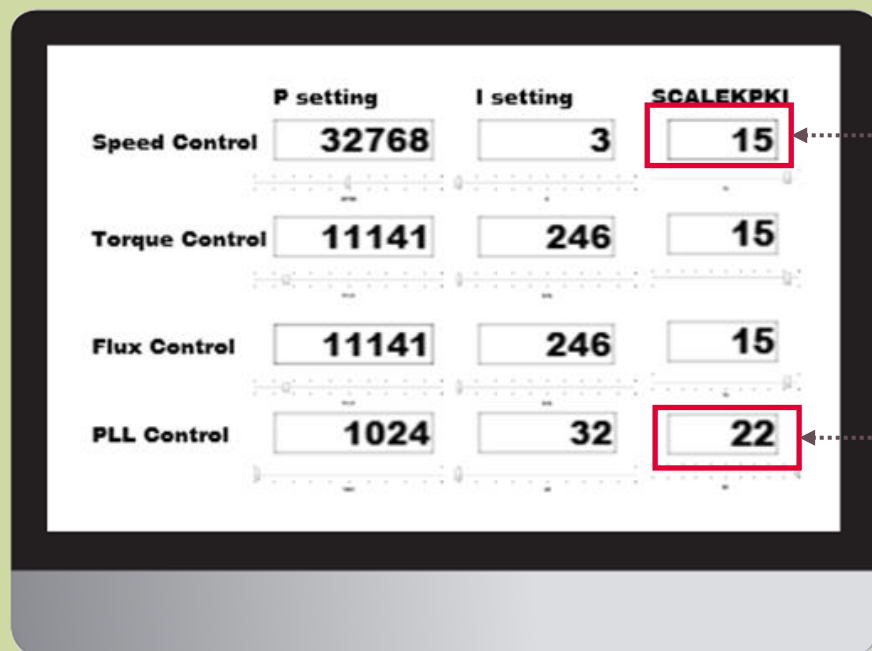 P setting I setting SCALEKPKI
Speed Control 32768 3 15
Torque Control 11141 246 15
Flux Control 11141 246 15
PLL Control 1024 32 22